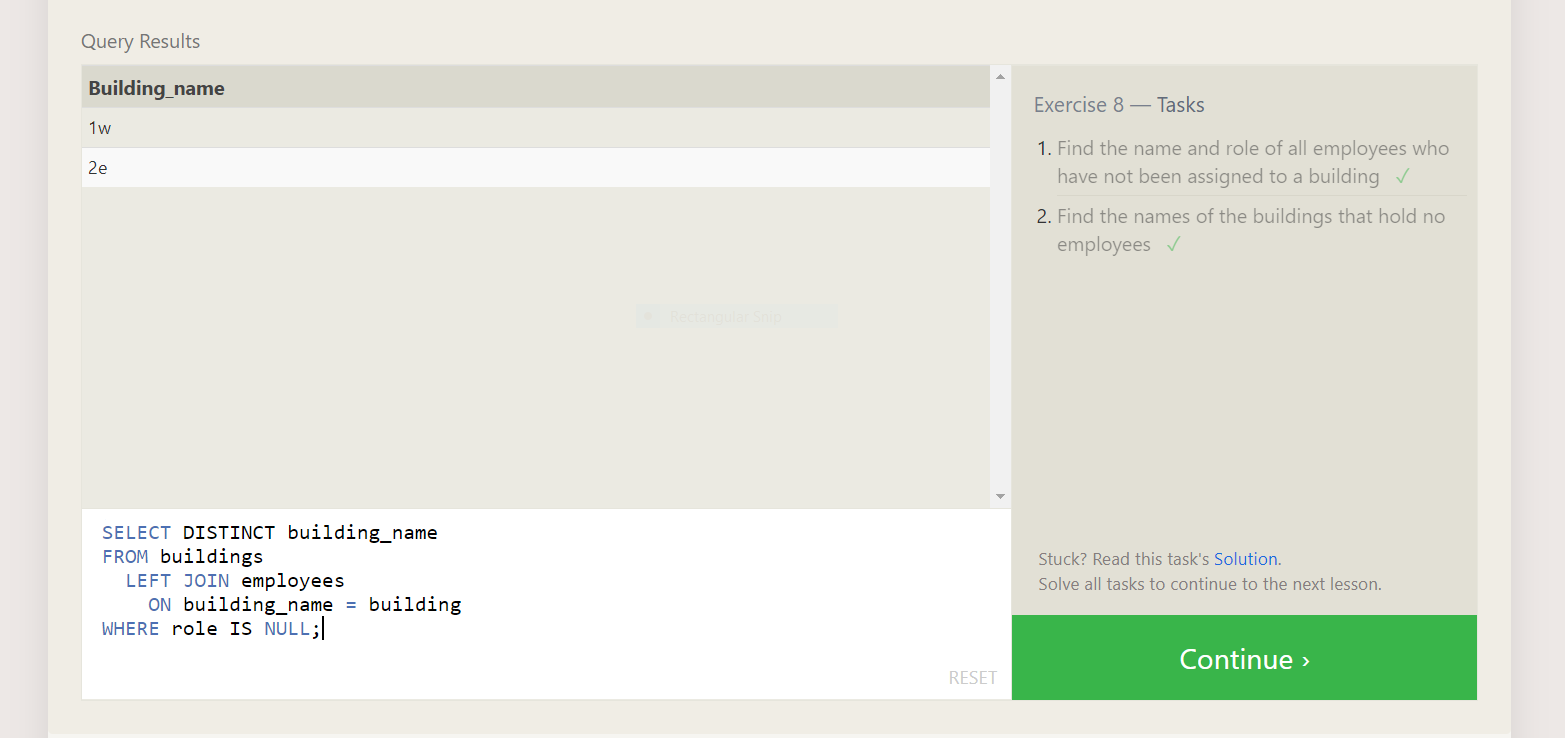 Query Results
Building_name
1w
2e
Rectangular Snip
SELECT DISTINCT building_name
FROM buildings
  LEFT JOIN employees
    ON building_name = building
WHERE role IS NULL;
RESET
Exercise 8 — Tasks
1. Find the name and role of all employees who
have not been assigned to a building ✓
2. Find the names of the buildings that hold no
employees ✓
Stuck? Read this task's Solution.
Solve all tasks to continue to the next lesson.
Continue ›